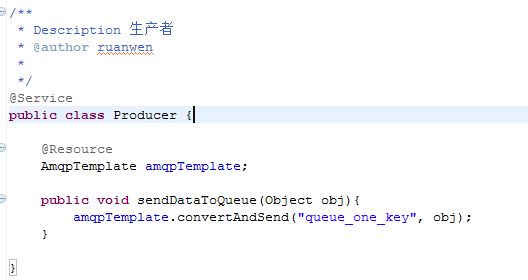 /**
 * Description 生产者
 * @author ruanwen
 *
 */
@Service
public class Producer {
    @Resource
    AmqpTemplate amqpTemplate;
    public void sendDataToQueue(Object obj){
        amqpTemplate.convertAndSend("queue_one_key", obj);
    }
}